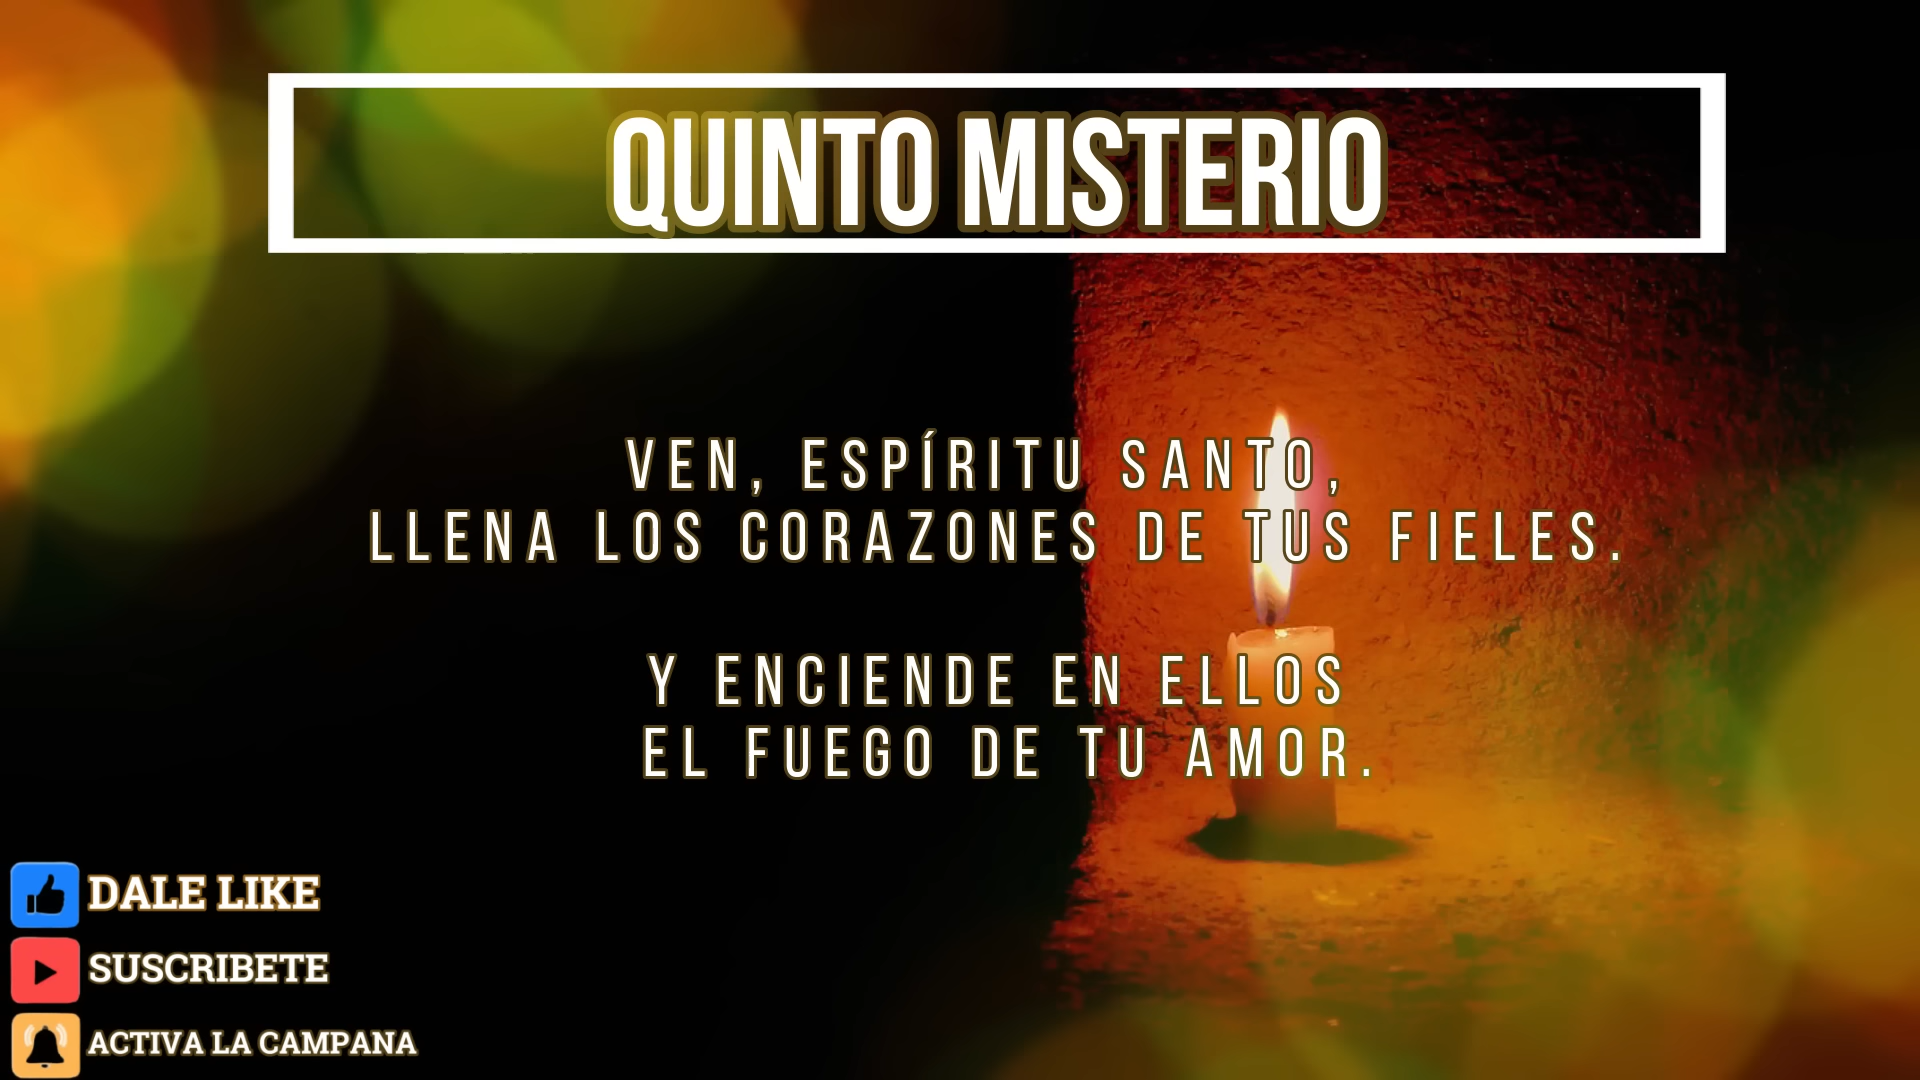 QUINTO MISTERIO
VEN, ESPÍRITU SANTO,
LLENA LOS CORAZONES DE TUS FIELES.
Y ENCIENDE EN ELLOS
EL FUEGO DE TU AMOR.
DALE LIKE
SUSCRIBETE
ACTIVA LA CAMPANA